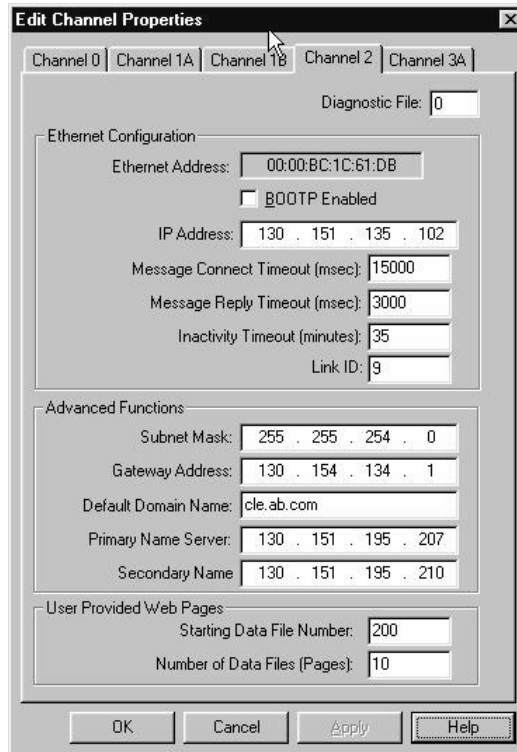 Edit Channel Properties
Channel 0 Channel 1A Channel 1B Channel 2 Channel 3A
Diagnostic File: 0
Ethernet Configuration
Ethernet Address: 00:00:BC:1C:61:DB
BOOTP Enabled
IP Address: 130 . 151 . 135 . 102
Message Connect Timeout (msec): 15000
Message Reply Timeout (msec): 3000
Inactivity Timeout (minutes): 35
Link ID: 9
Advanced Functions
Subnet Mask: 255 . 255 . 254 . 0
Gateway Address: 130 . 154 . 134 . 1
Default Domain Name: cle.ab.com
Primary Name Server: 130 . 151 . 195 . 207
Secondary Name 130 . 151 . 195 . 210
User Provided Web Pages
Starting Data File Number: 200
Number of Data Files (Pages): 10
OK Cancel Apply Help